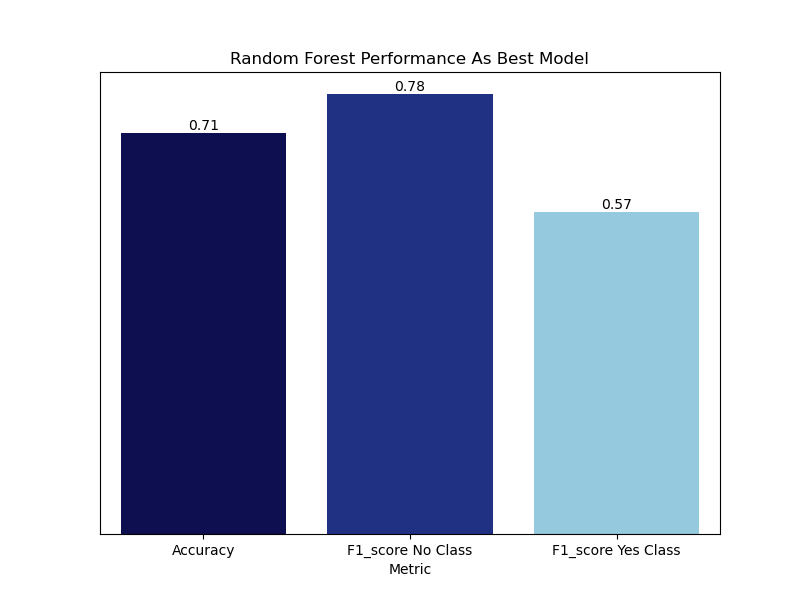 Random Forest Performance As Best Model
0.71
0.78
0.57
Accuracy
F1_score No Class
F1_score Yes Class
Metric